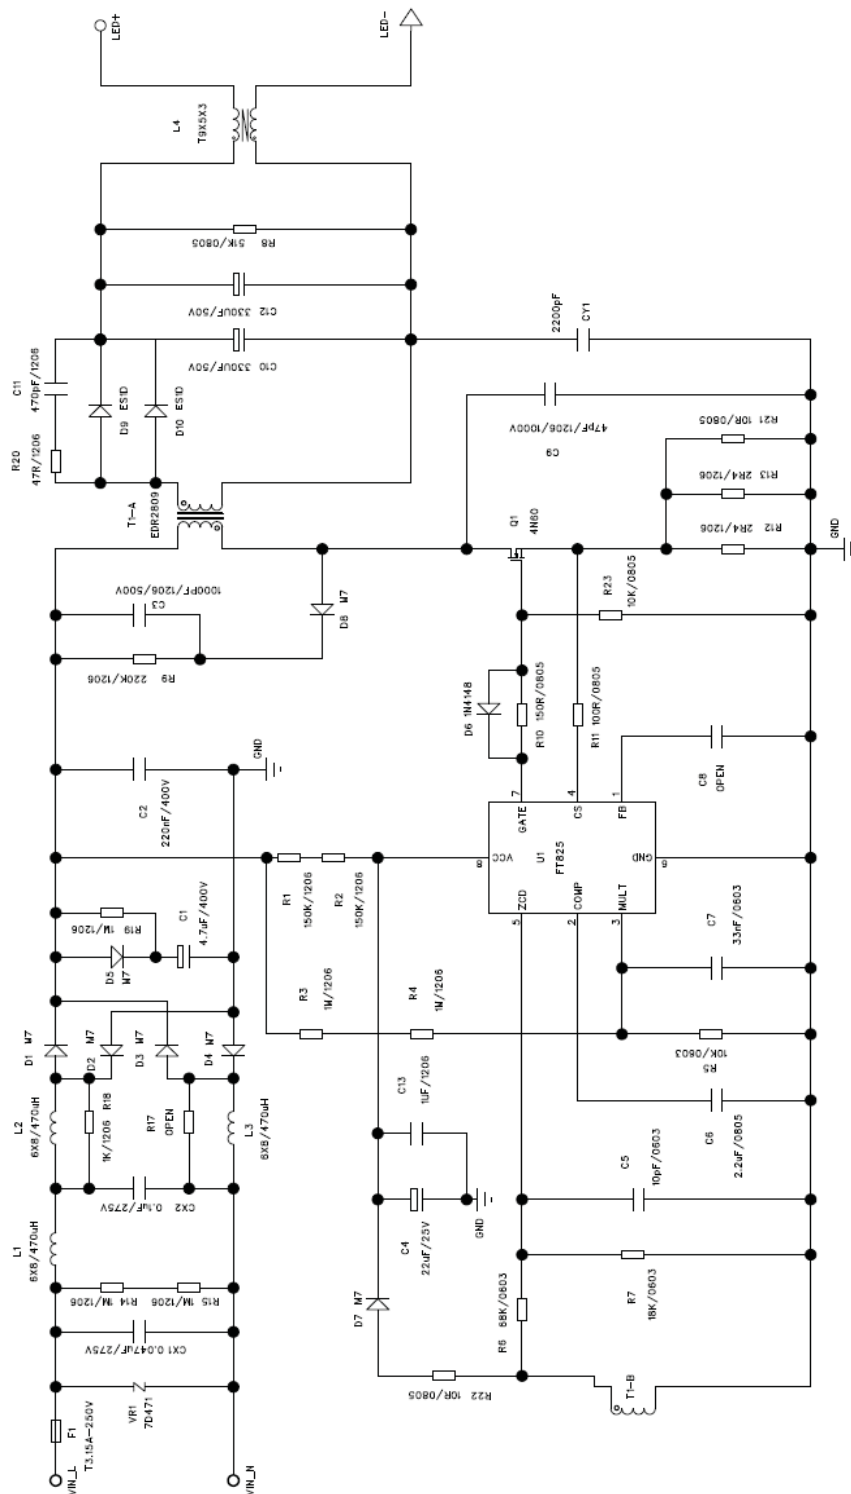 LED+
LED-
L4
T9X5X3
R8
51K/0805
C12
330UF/50V
C10
330UF/50V
2200pF
CY1
C11
470pF/1206
R20
47R/1206
D9
ES1D
D10
ES1D
C9
47pF/1206/1000V
R21 10R/0805
R13 2R4/1206
R12 2R4/1206
GND
T1-A
EDR2809
Q1
4N60
C3
1000PF/1206/500V
R9
220K/1206
D8 M7
R23
10K/0805
D6 1N4148
R10
150R/0805
R11
100R/0805
C8
OPEN
C2
220nF/400V
GND
7
4
1
GATE
CS
FB
8
VCC
U1
FT825
GND
6
ZCD
COMP
MULT
5
2
3
R1
150K/1206
R2
150K/1206
R19
1M/1206
D5
M7
C1
4.7uF/400V
R3
1M/1206
R4
1M/1206
C7
33nF/0603
R5
10K/0603
D1 M7
D2 M7
D3 M7
D4 M7
L2
6X8/470uH
R18
1K/1206
R17
OPEN
L3
6X8/470uH
C13
1UF/1206
C6
2.2uF/0805
C5
10pF/0603
CX2
0.1uF/275V
L1
6X8/470uH
C4
22uF/25V
GND
R14 1M/1206
R15 1M/1206
CX1 0.047uF/275V
D7 M7
R6
68K/0603
R7
18K/0603
R22
10R/0805
T1-B
VR1
7D471
F1
T3.15A-250V
VIN_L
VIN_N